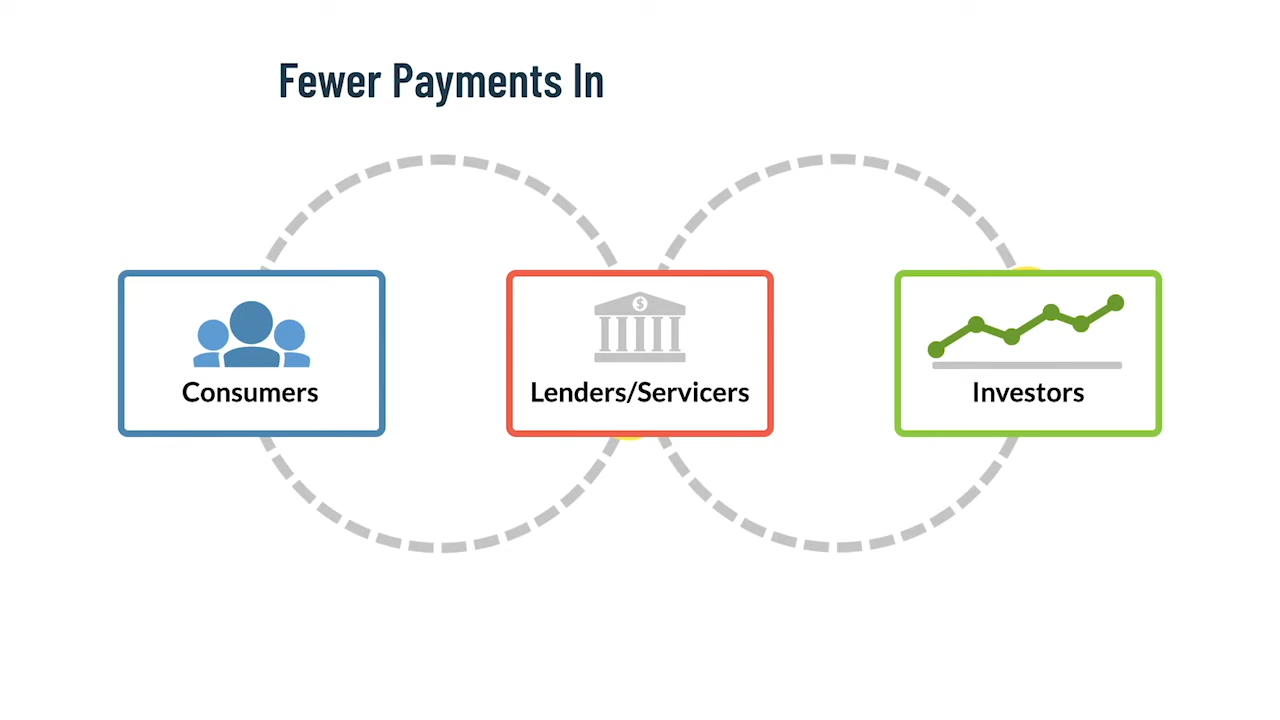 Fewer Payments In
$
Consumers
Lenders/Servicers
Investors